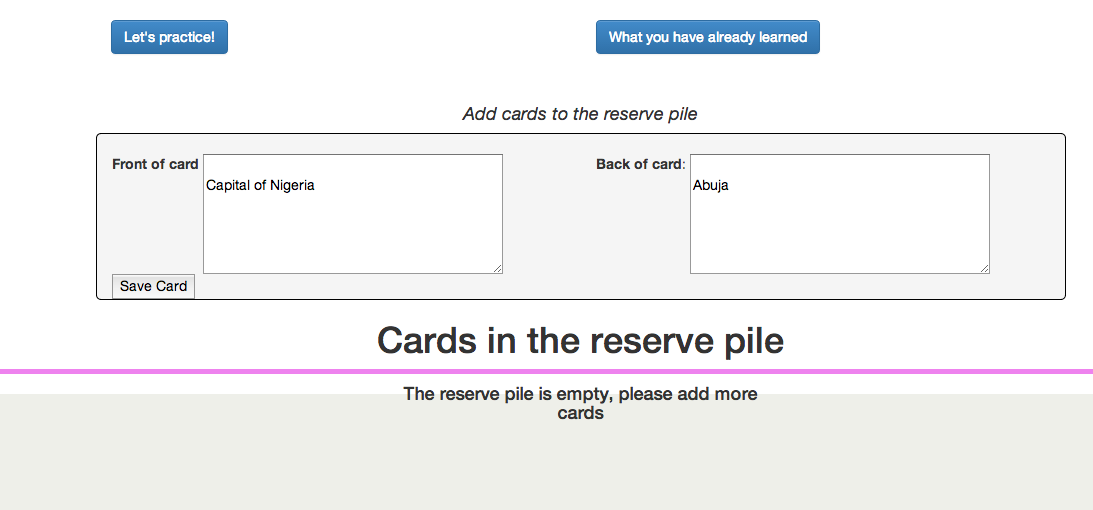 Let's practice!
What you have already learned
Add cards to the reserve pile
Front of card
Capital of Nigeria
Back of card:
Abuja
Save Card
Cards in the reserve pile
The reserve pile is empty, please add more
cards